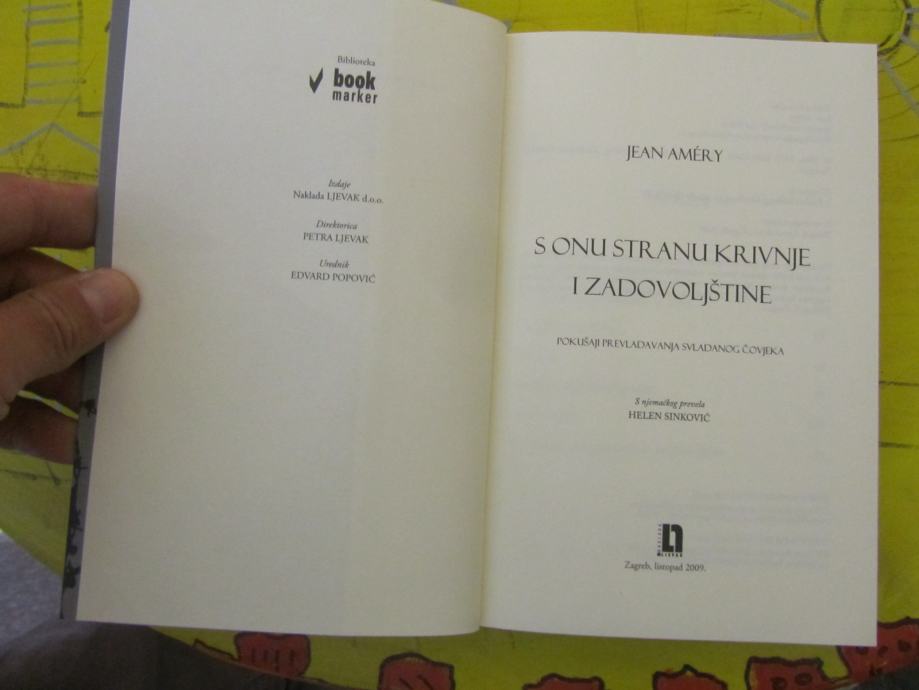 Biblioteka
book
marker
Izdaje
Naklada LJEVAK d.o.o.
Direktorica
PETRA LJEVAK
Urednik
EDVARD POPOVIĆ
JEAN AMÉRY
S ONU STRANU KRIVNJE
I ZADOVOLJŠTINE
POKUŠAJI PREVLADAVANJA SVLADANOG ČOVJEKA
S njemačkog prevela
HELEN SINKOVIĆ
LJEVAK
Zagreb, listopad 2009.